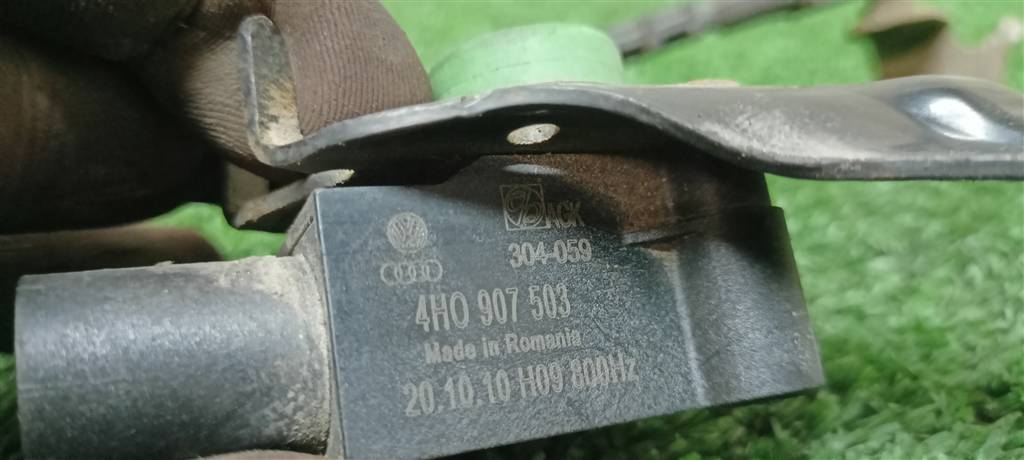 ACK
304-059
4H0 907 503
Made in Romania
20.10.10 H09 800Hz